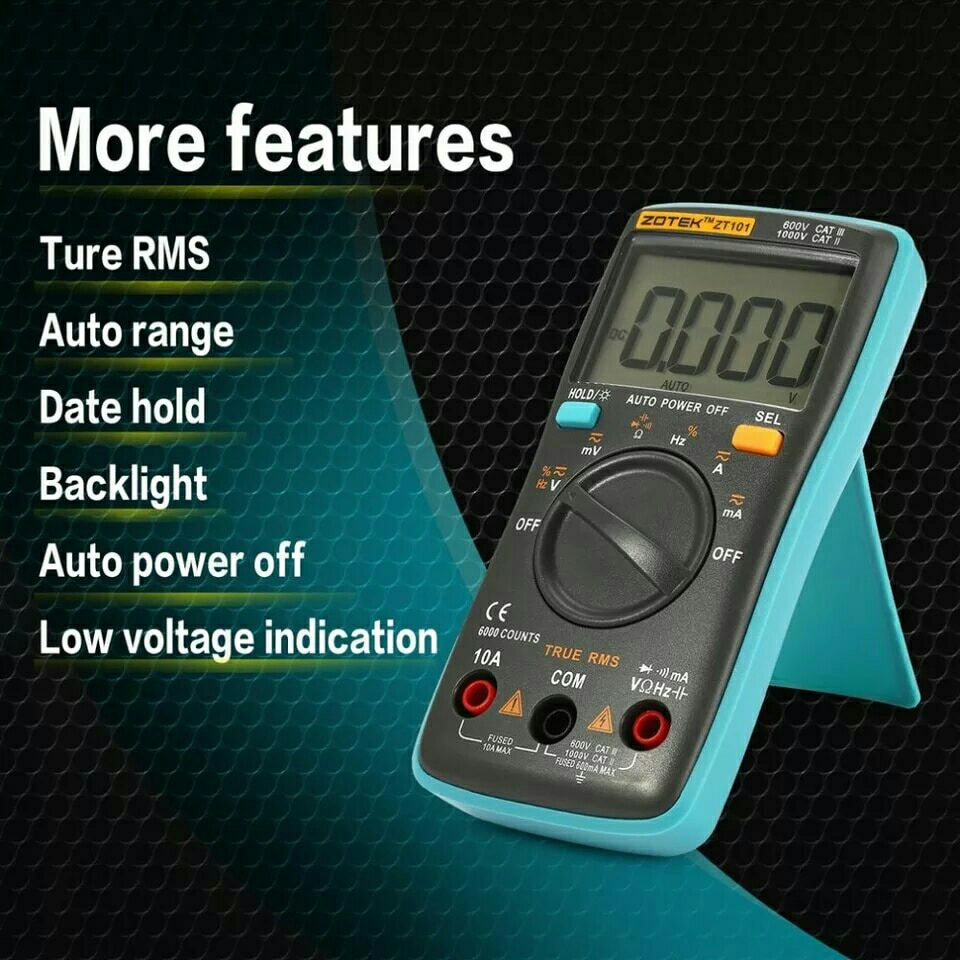 More features
Ture RMS
Auto range
Date hold
Backlight
Auto power off
Low voltage indication
ZOTEK™ ZT101
600V CAT III
1000V CAT II
DC
0.000
AUTO
V
HOLD/
AUTO POWER OFF
SEL
mV
Ω
Hz %
A
% Hz V
mA
OFF
OFF
CE
6000 COUNTS
TRUE RMS
10A
COM
mA
VΩHz
FUSED
10A MAX
600V CAT III
1000V CAT II
FUSED 600mA MAX